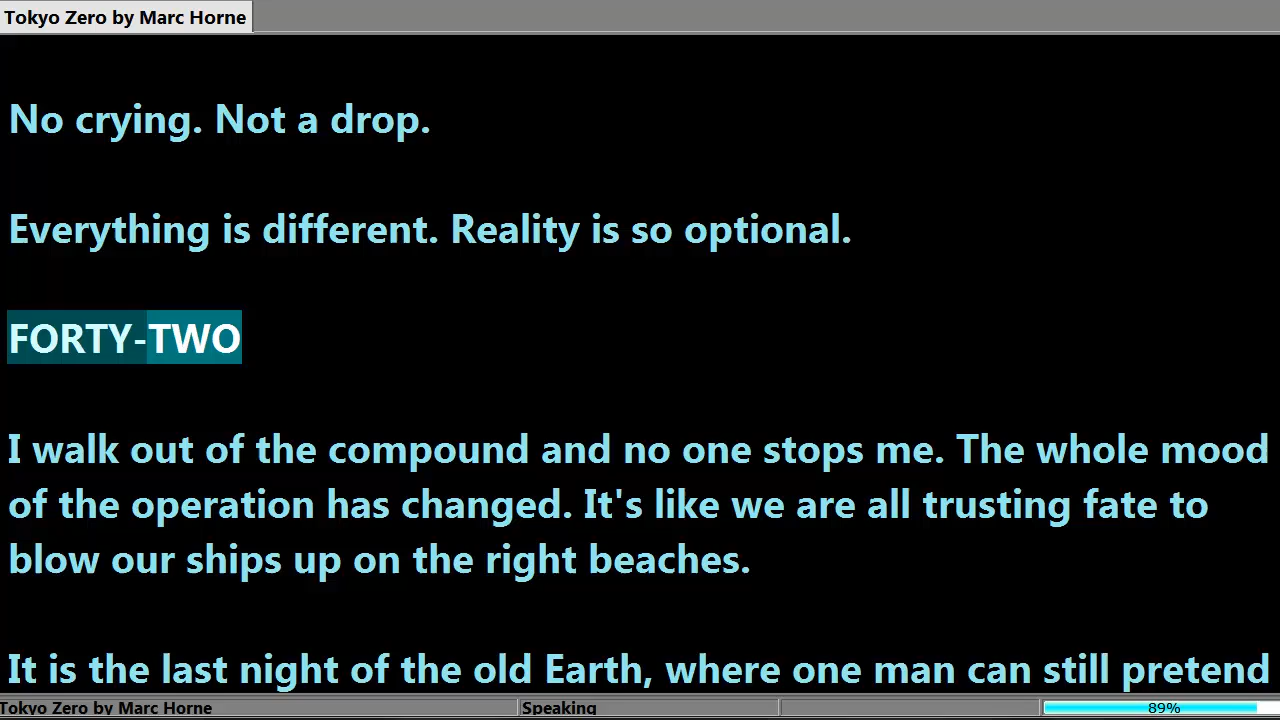 Tokyo Zero by Marc Horne
No crying. Not a drop.
Everything is different. Reality is so optional.
FORTY-TWO
I walk out of the compound and no one stops me. The whole mood
of the operation has changed. It's like we are all trusting fate to
blow our ships up on the right beaches.
It is the last night of the old Earth, where one man can still pretend
Tokyo Zero by Marc Horne
Speaking
89%